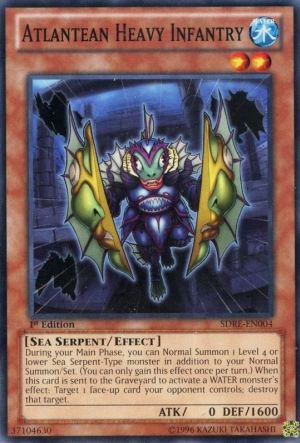 ATLANTEAN HEAVY INFANTRY
WATER
水
1st Edition
SDRE-EN004
[SEA SERPENT/EFFECT]
During your Main Phase, you can Normal Summon 1 Level 4 or
lower Sea Serpent-Type monster in addition to your Normal
Summon/Set. (You can only gain this effect once per turn.) When
this card is sent to the Graveyard to activate a WATER monster's
effect: Target 1 face-up card your opponent controls; destroy
that target.
ATK/ 0 DEF/1600
37104630
©1996 KAZUKI TAKAHASHI